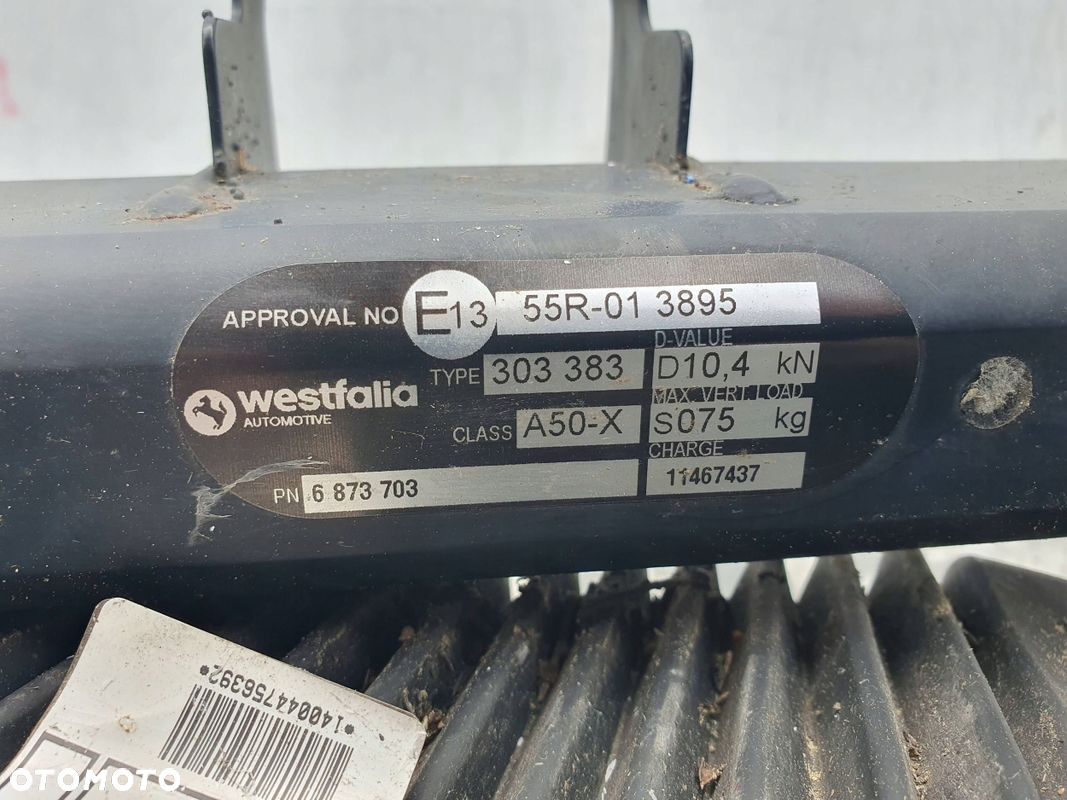 APPROVAL NO E13 55R-01 3895
D-VALUE
TYPE 303 383 D10,4 kN
MAX. VERT. LOAD
westfalia
AUTOMOTIVE
CLASS A50-X S075 kg
CHARGE
PN 6 873 703 11467437
*140044756392*
OTOMOTO